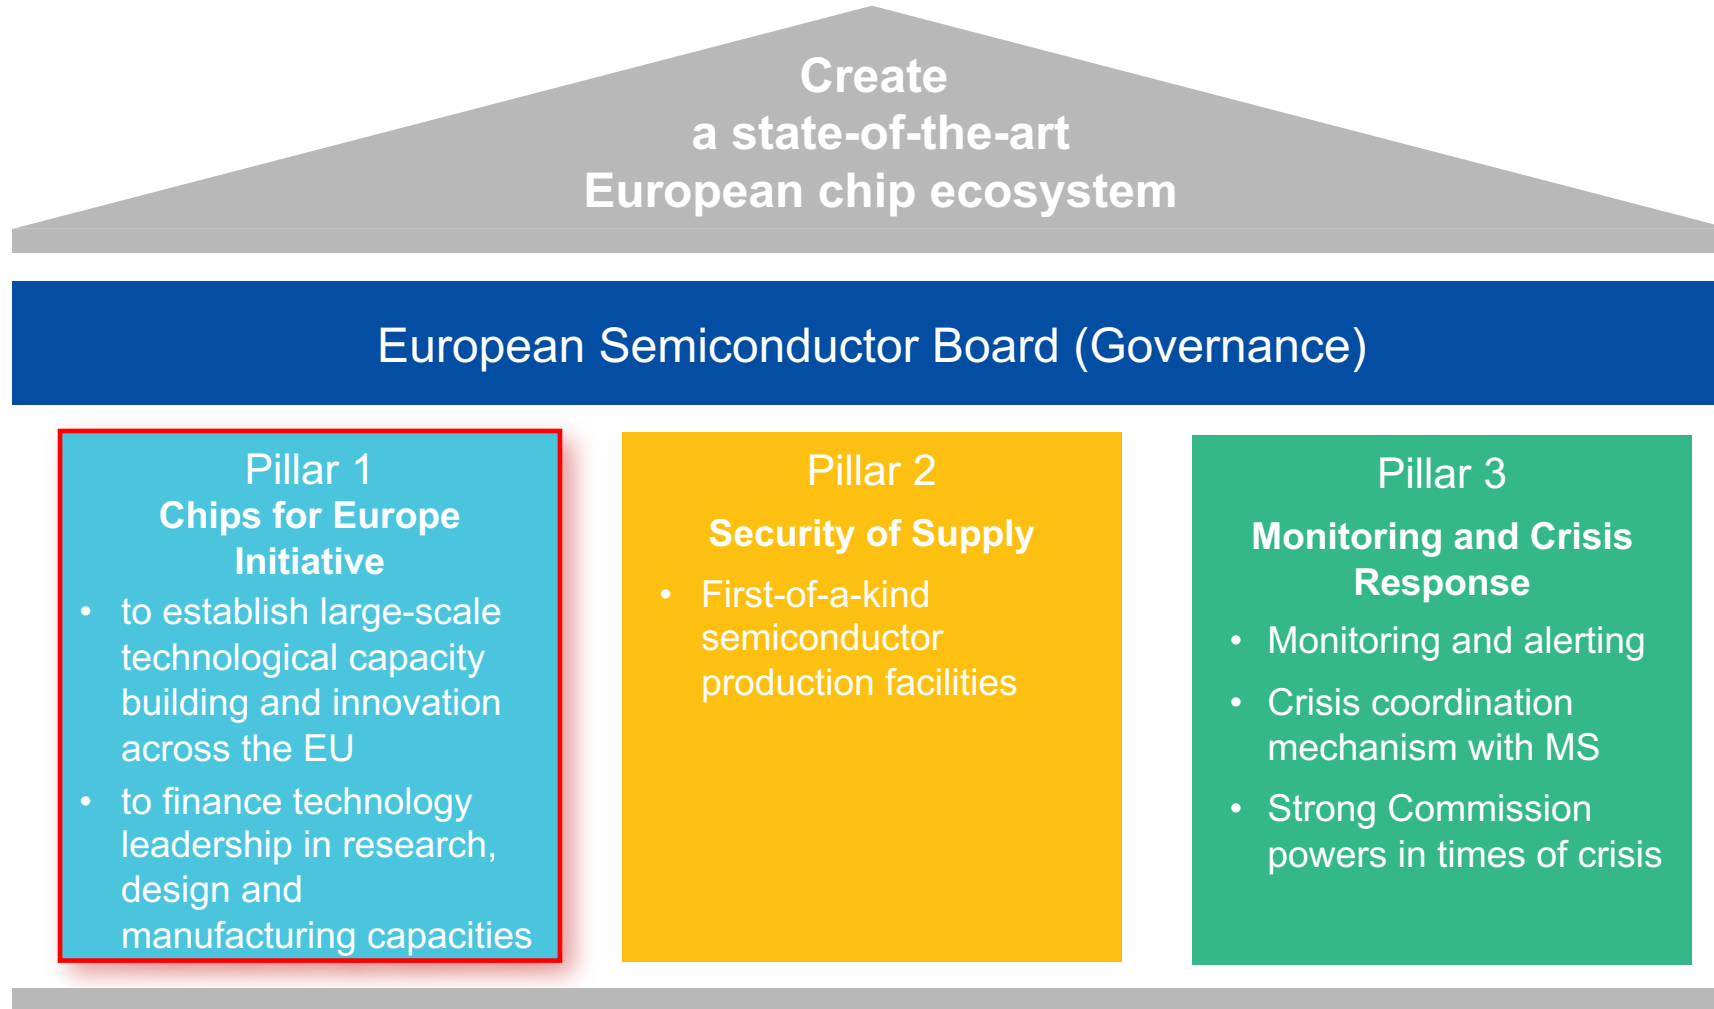 Create
a state-of-the-art
European chip ecosystem
European Semiconductor Board (Governance)
Pillar 1
Chips for Europe
Initiative
• to establish large-scale
technological capacity
building and innovation
across the EU
• to finance technology
leadership in research,
design and
manufacturing capacities
Pillar 2
Security of Supply
• First-of-a-kind
semiconductor
production facilities
Pillar 3
Monitoring and Crisis
Response
• Monitoring and alerting
• Crisis coordination
mechanism with MS
• Strong Commission
powers in times of crisis